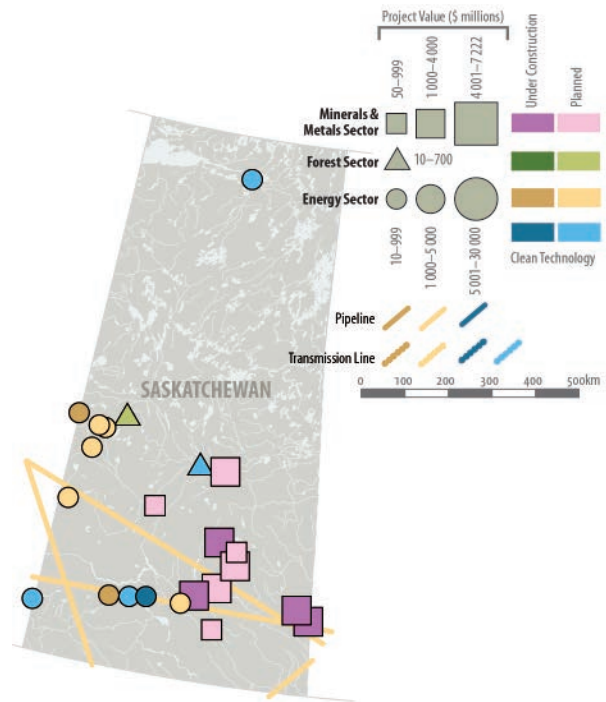 Project Value ($ millions)
50–999
1 000–4 000
4 001–7 222
Under Construction
Planned
Minerals &
Metals Sector
Forest Sector
10–700
Energy Sector
10–999
1 000–5 000
5 001–30 000
Clean Technology
Pipeline
Transmission Line
0 100 200 300 400 500km
SASKATCHEWAN